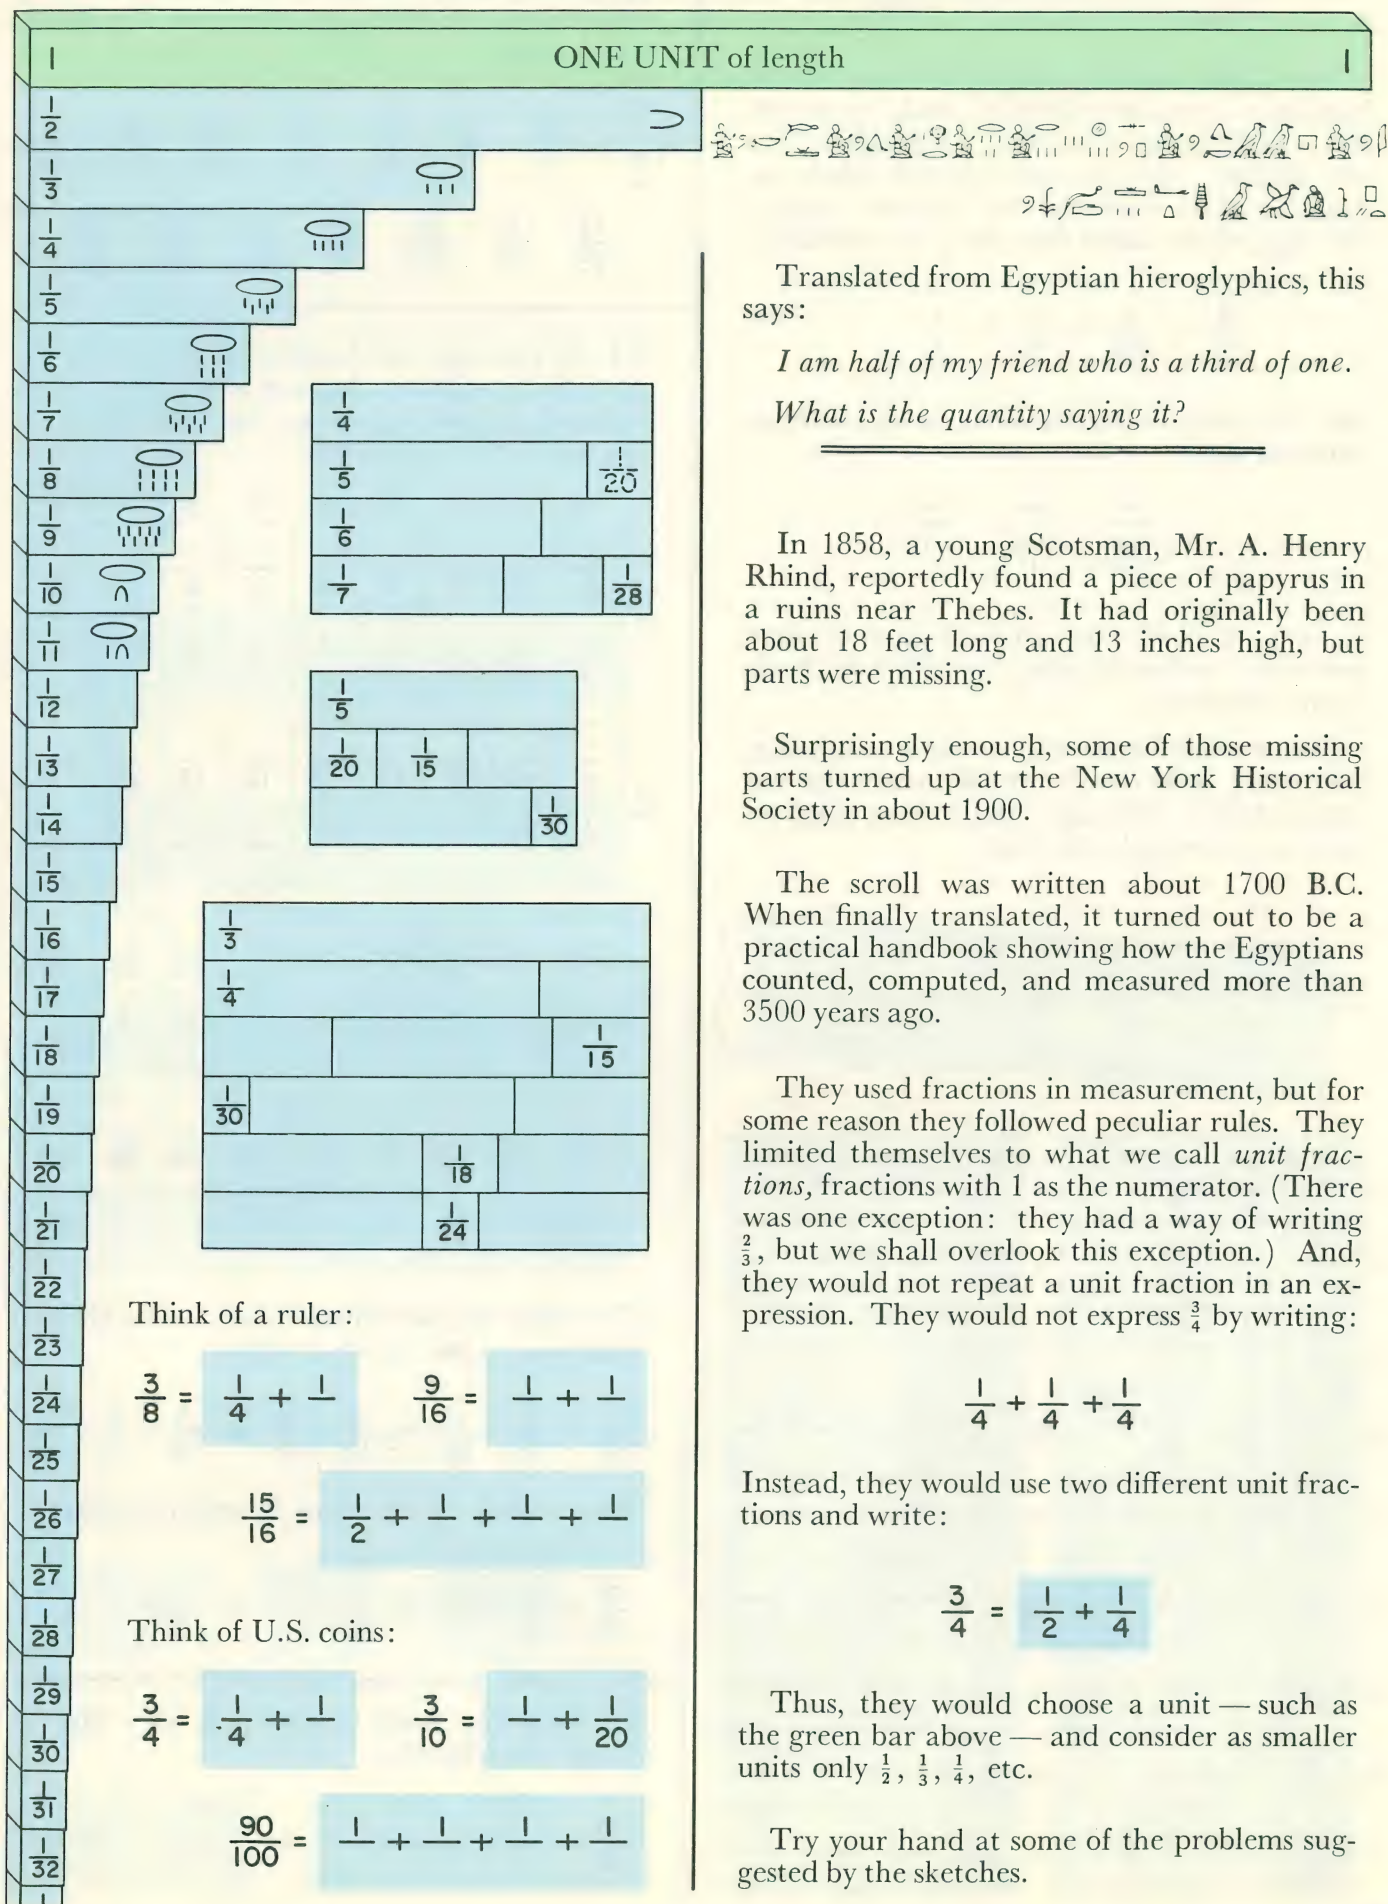 1 ONE UNIT of length 1
1/2
1/3
1/4
1/5
1/6
1/7
1/8
1/9
1/10
1/11
1/12
1/13
1/14
1/15
1/16
1/17
1/18
1/19
1/20
1/21
1/22
1/23
1/24
1/25
1/26
1/27
1/28
1/29
1/30
1/31
1/32
1/4
1/5 1/20
1/6
1/7 1/28
1/5
1/20 1/15
1/30
1/3
1/4
1/15
1/30
1/18
1/24
Think of a ruler:
3/8 = 1/4 + 1/ 9/16 = 1/ + 1/
15/16 = 1/2 + 1/ + 1/ + 1/
Think of U.S. coins:
3/4 = 1/4 + 1/ 3/10 = 1/ + 1/20
90/100 = 1/ + 1/ + 1/ + 1/
Translated from Egyptian hieroglyphics, this
says:
I am half of my friend who is a third of one.
What is the quantity saying it?
In 1858, a young Scotsman, Mr. A. Henry
Rhind, reportedly found a piece of papyrus in
a ruins near Thebes. It had originally been
about 18 feet long and 13 inches high, but
parts were missing.
Surprisingly enough, some of those missing
parts turned up at the New York Historical
Society in about 1900.
The scroll was written about 1700 B.C.
When finally translated, it turned out to be a
practical handbook showing how the Egyptians
counted, computed, and measured more than
3500 years ago.
They used fractions in measurement, but for
some reason they followed peculiar rules. They
limited themselves to what we call unit frac-
tions, fractions with 1 as the numerator. (There
was one exception: they had a way of writing
2/3, but we shall overlook this exception.) And,
they would not repeat a unit fraction in an ex-
pression. They would not express 3/4 by writing:
1/4 + 1/4 + 1/4
Instead, they would use two different unit frac-
tions and write:
3/4 = 1/2 + 1/4
Thus, they would choose a unit — such as
the green bar above — and consider as smaller
units only 1/2, 1/3, 1/4, etc.
Try your hand at some of the problems sug-
gested by the sketches.